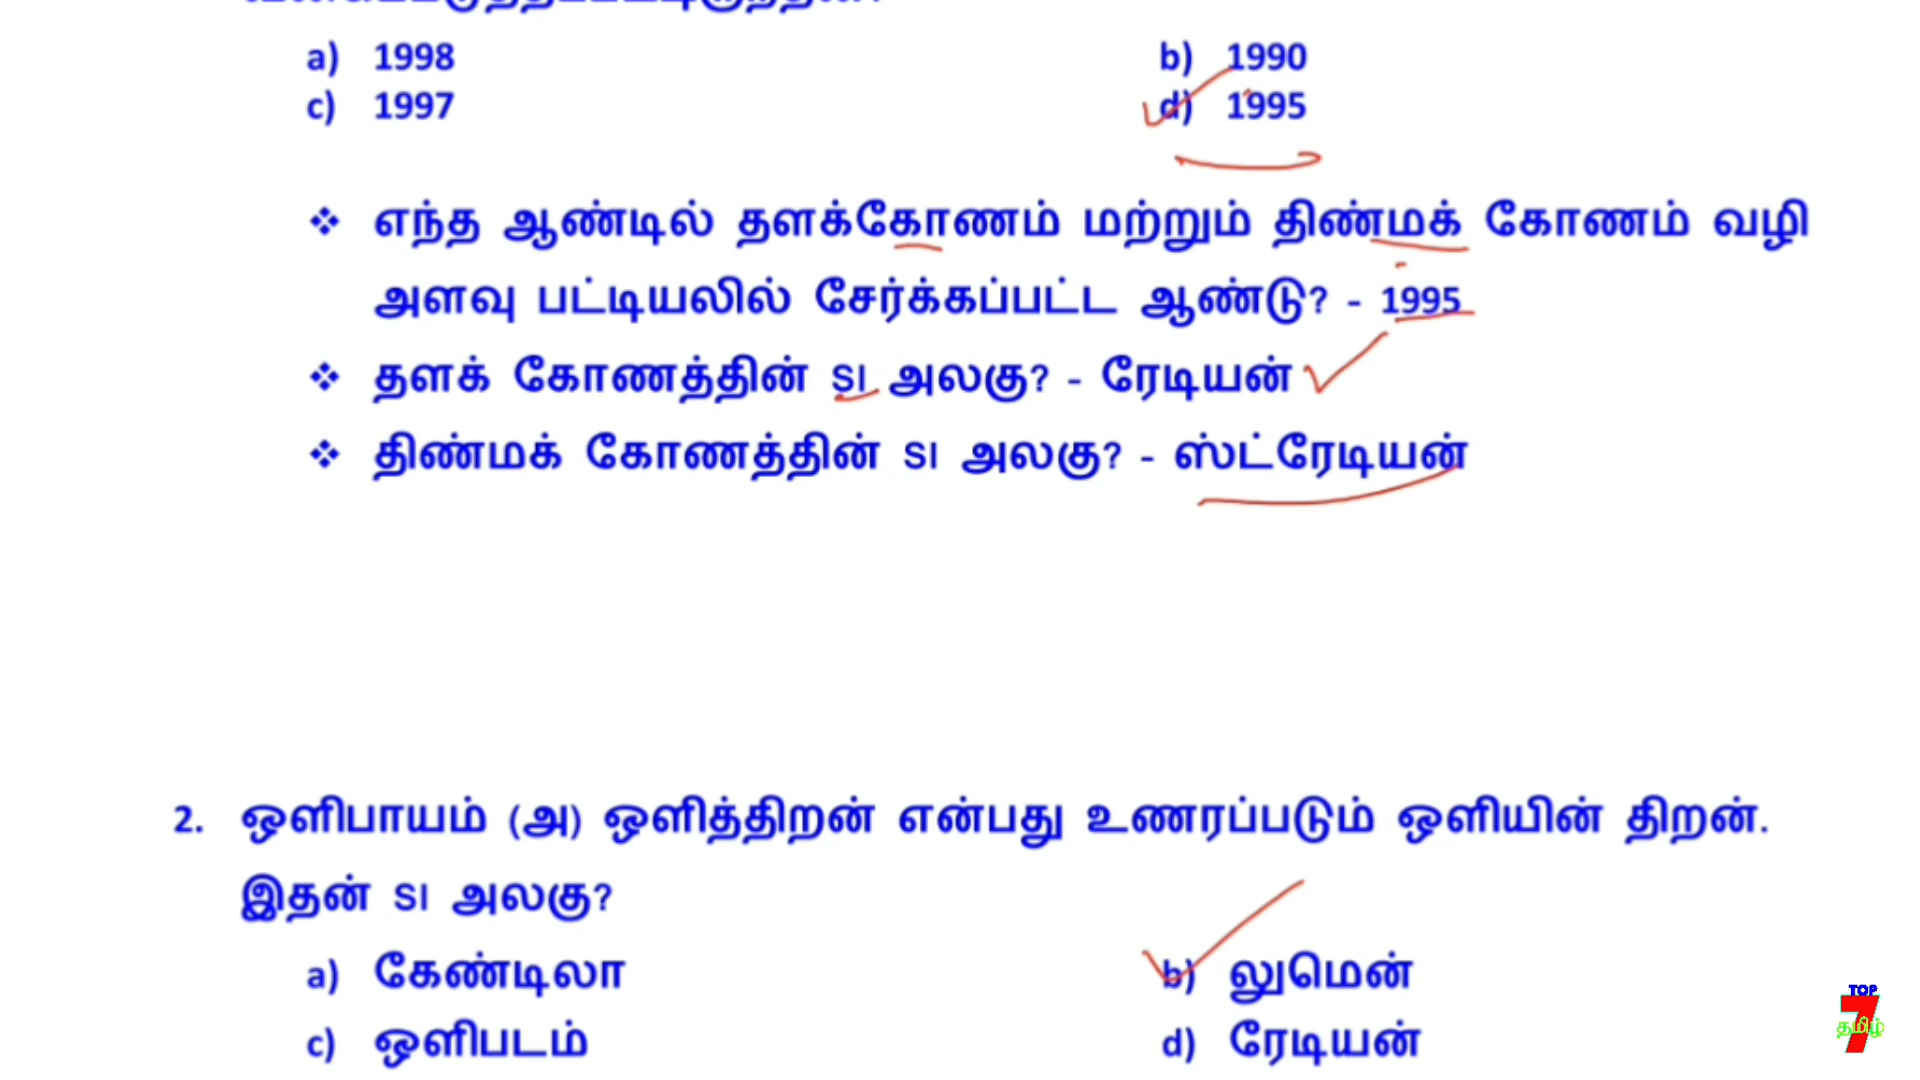 a) 1998 b) 1990
c) 1997 d) 1995
❖ எந்த ஆண்டில் தளக்கோணம் மற்றும் திண்மக் கோணம் வழி
அளவு பட்டியலில் சேர்க்கப்பட்ட ஆண்டு? - 1995
❖ தளக் கோணத்தின் SI அலகு? - ரேடியன்
❖ திண்மக் கோணத்தின் SI அலகு? - ஸ்ட்ரேடியன்
2. ஒளிபாயம் (அ) ஒளித்திறன் என்பது உணரப்படும் ஒளியின் திறன்.
இதன் SI அலகு?
a) கேண்டிலா b) லுமென்
c) ஒளிபடம் d) ரேடியன்
TOP
7
தமிழ்